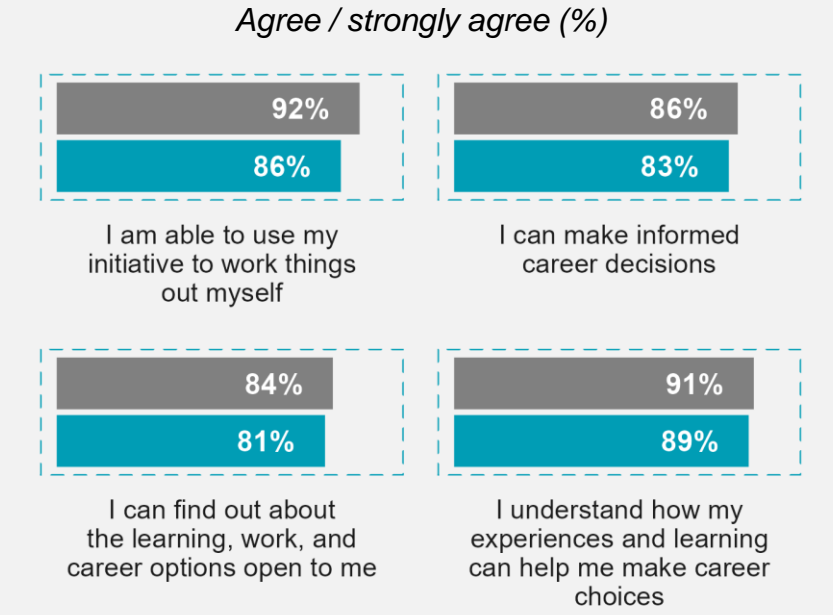 Agree / strongly agree (%)
92%
86%
I am able to use my
initiative to work things
out myself
86%
83%
I can make informed
career decisions
84%
81%
I can find out about
the learning, work, and
career options open to me
91%
89%
I understand how my
experiences and learning
can help me make career
choices